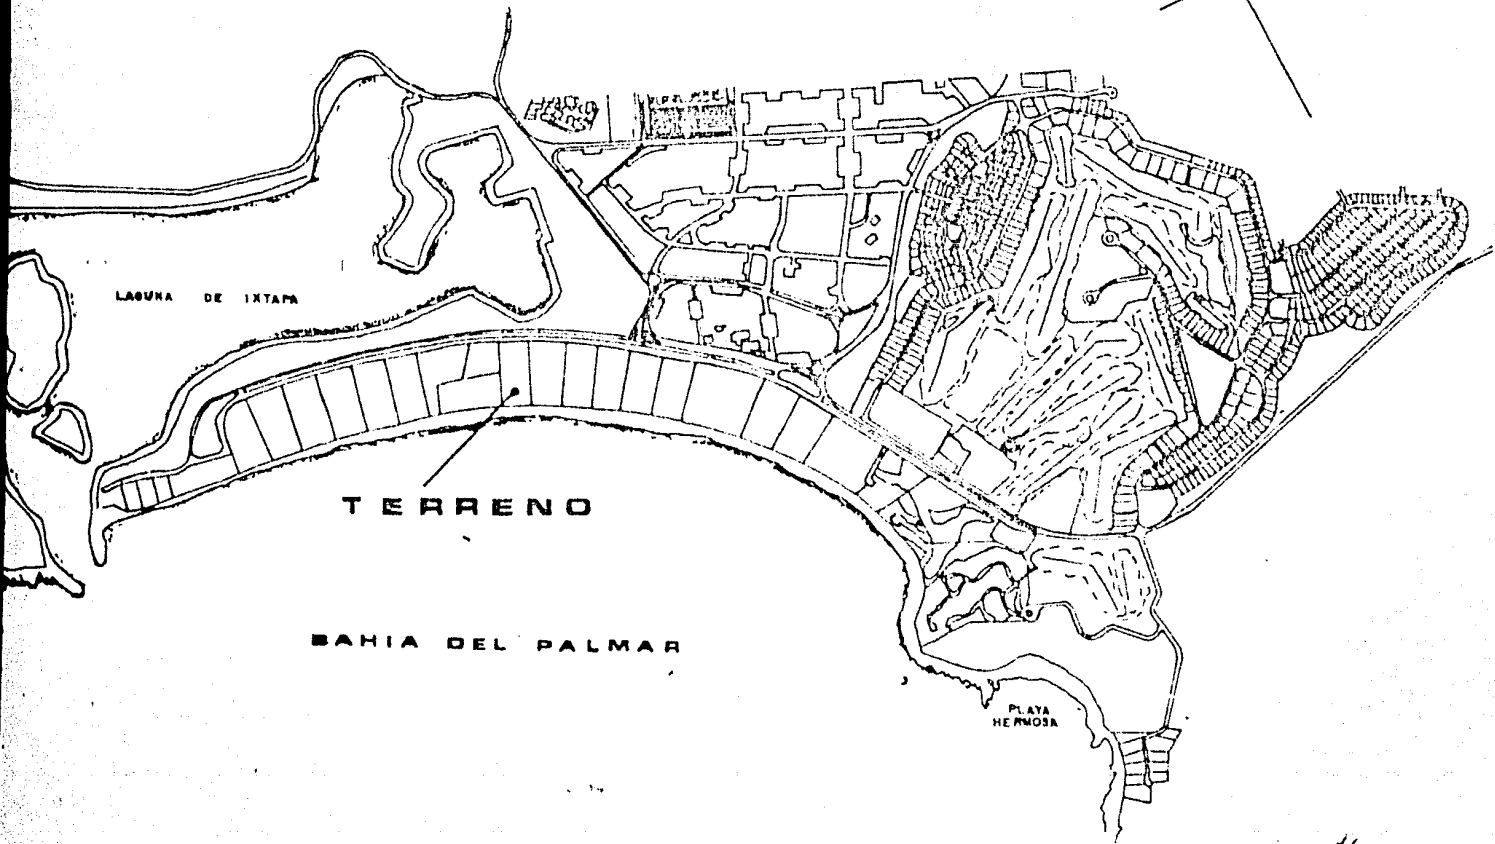 LAGUNA DE IXTAPA
TERRENO
BAHIA DEL PALMAR
PLAYA
HERMOSA